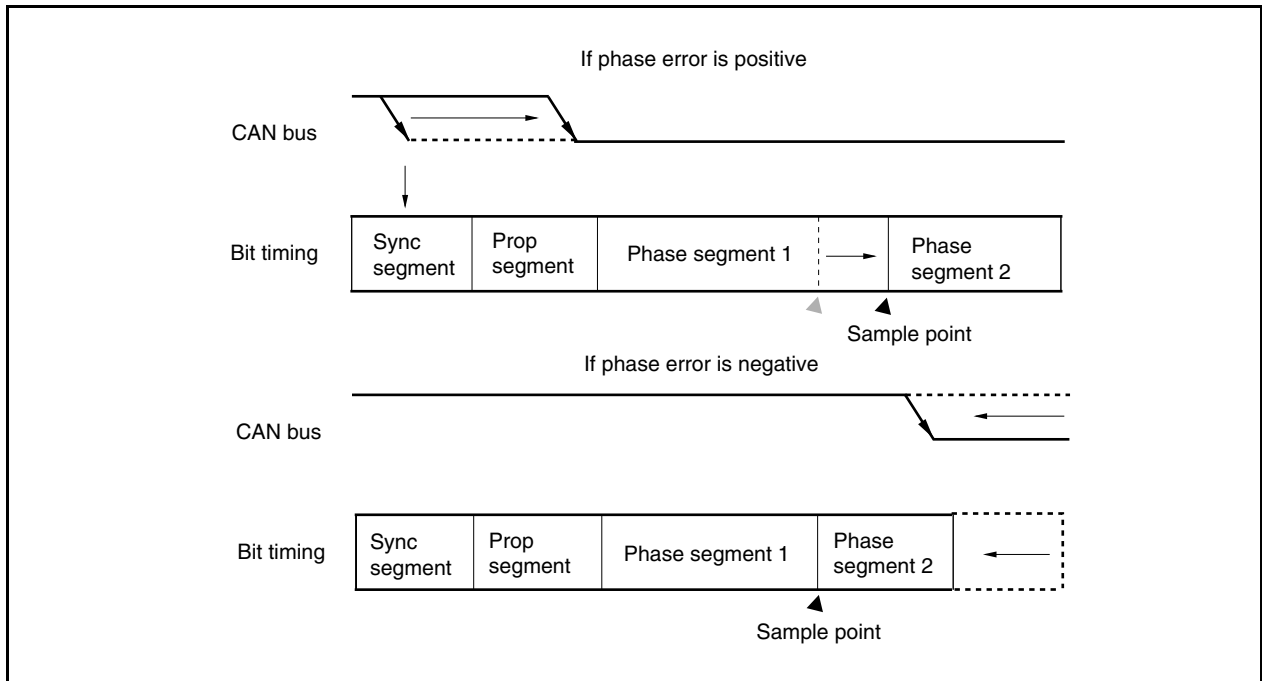 If phase error is positive
CAN bus
Bit timing
Sync
segment
Prop
segment
Phase segment 1
Phase
segment 2
Sample point
If phase error is negative
CAN bus
Bit timing
Sync
segment
Prop
segment
Phase segment 1
Phase
segment 2
Sample point